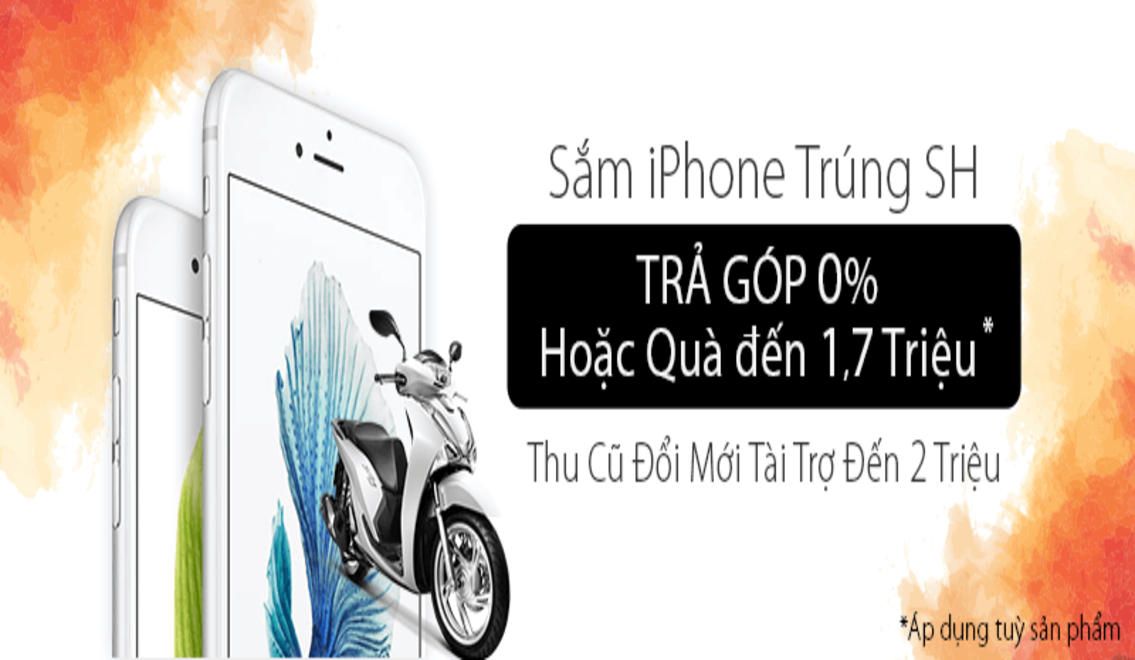 Sắm iPhone Trúng SH
TRẢ GÓP 0%
Hoặc Quà đến 1,7 Triệu*
Thu Cũ Đổi Mới Tài Trợ Đến 2 Triệu
*Áp dụng tuỳ sản phẩm